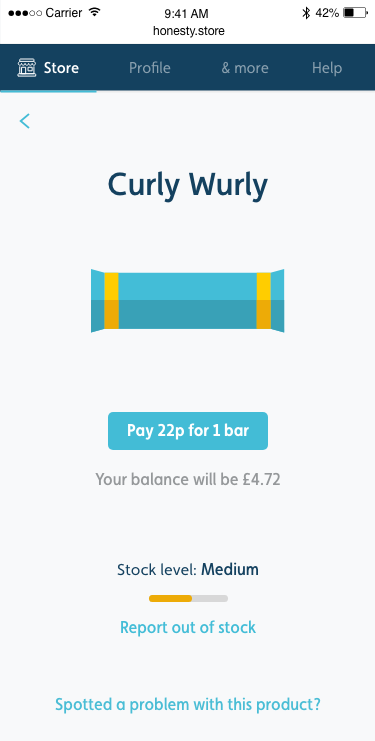 Carrier 9:41 AM 42%
honesty.store
Store Profile & more Help
Curly Wurly
Pay 22p for 1 bar
Your balance will be £4.72
Stock level: Medium
Report out of stock
Spotted a problem with this product?